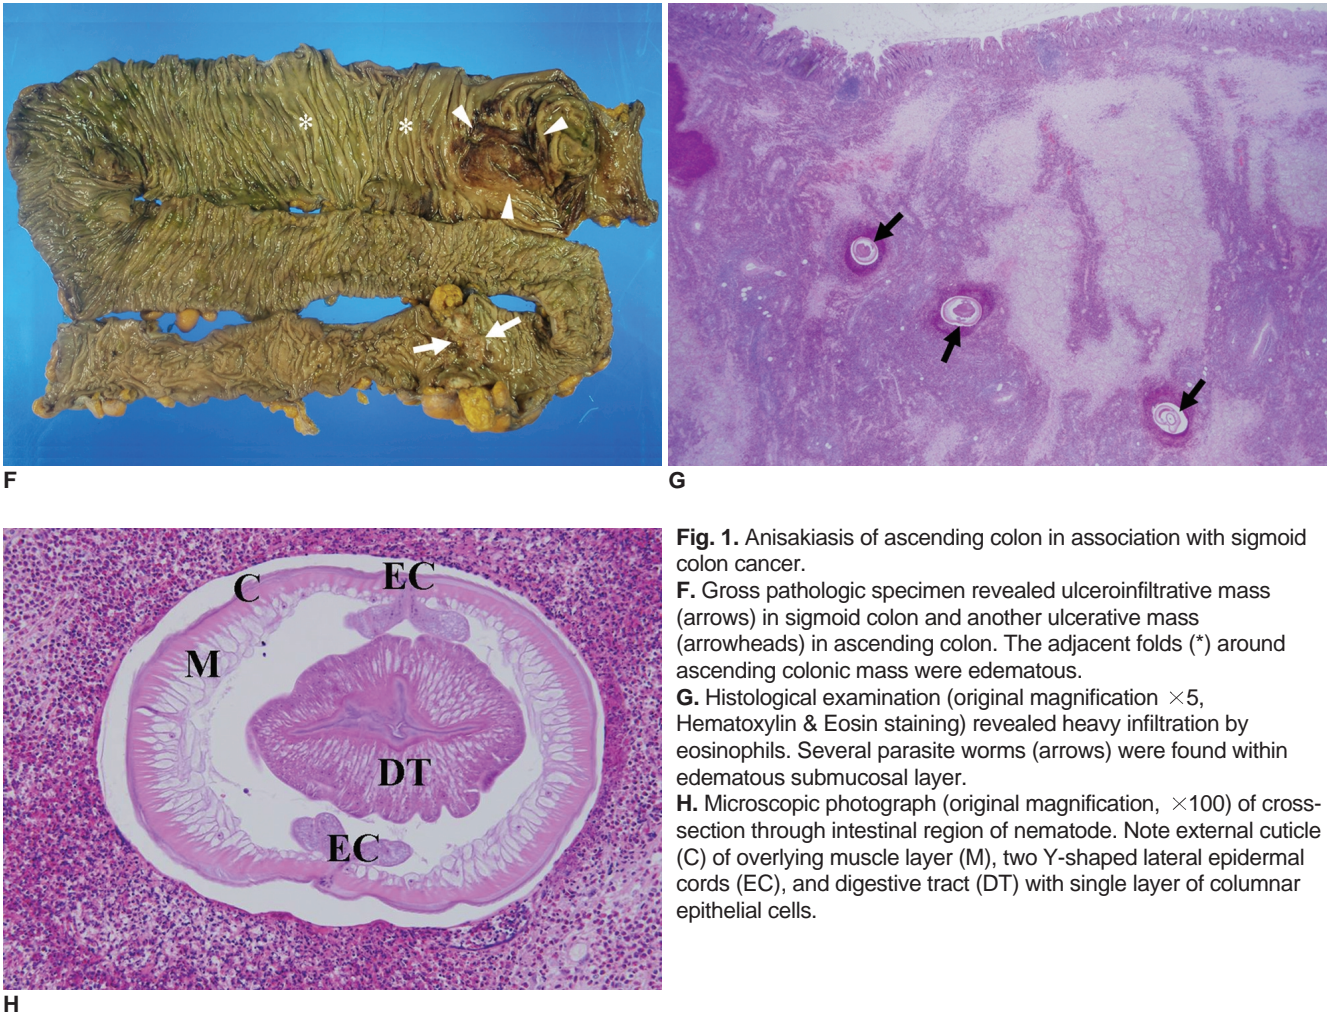 * *
F
G
C EC
M
DT
EC
H
Fig. 1. Anisakiasis of ascending colon in association with sigmoid
colon cancer.
F. Gross pathologic specimen revealed ulceroinfiltrative mass
(arrows) in sigmoid colon and another ulcerative mass
(arrowheads) in ascending colon. The adjacent folds (*) around
ascending colonic mass were edematous.
G. Histological examination (original magnification ×5,
Hematoxylin & Eosin staining) revealed heavy infiltration by
eosinophils. Several parasite worms (arrows) were found within
edematous submucosal layer.
H. Microscopic photograph (original magnification, ×100) of cross-
section through intestinal region of nematode. Note external cuticle
(C) of overlying muscle layer (M), two Y-shaped lateral epidermal
cords (EC), and digestive tract (DT) with single layer of columnar
epithelial cells.